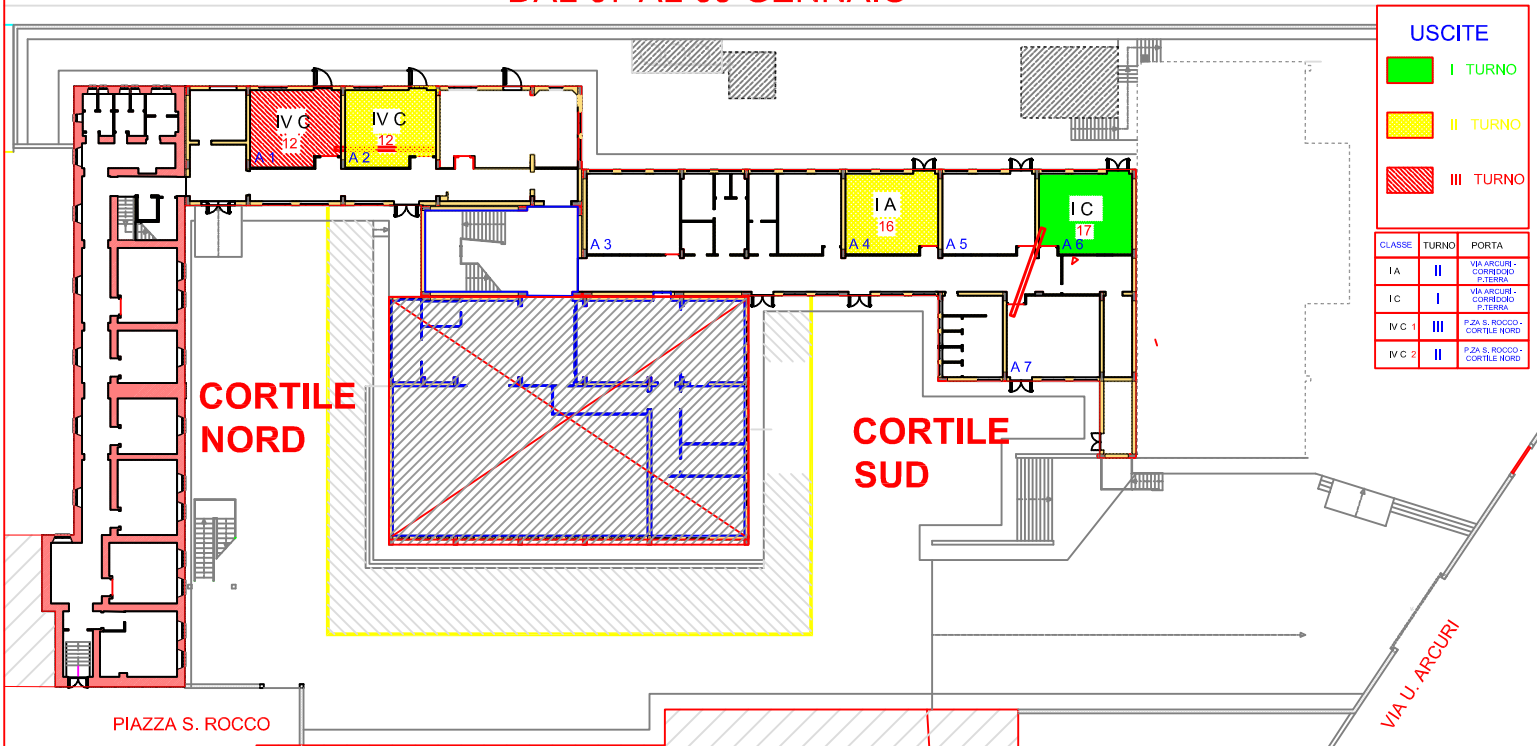 USCITE
I TURNO
II TURNO
III TURNO
CLASSE TURNO PORTA
I A II VIA ARCURI -
CORRIDOIO
P.TERRA
I C I VIA ARCURI -
CORRIDOIO
P.TERRA
IV C 1 III P.ZA S. ROCCO -
CORTILE NORD
IV C 2 II P.ZA S. ROCCO -
CORTILE NORD
IV C
12
A 1
IV C
12
A 2
A 3
I A
16
A 4
A 5
I C
17
A 6
A 7
CORTILE
NORD
CORTILE
SUD
PIAZZA S. ROCCO
VIA U. ARCURI